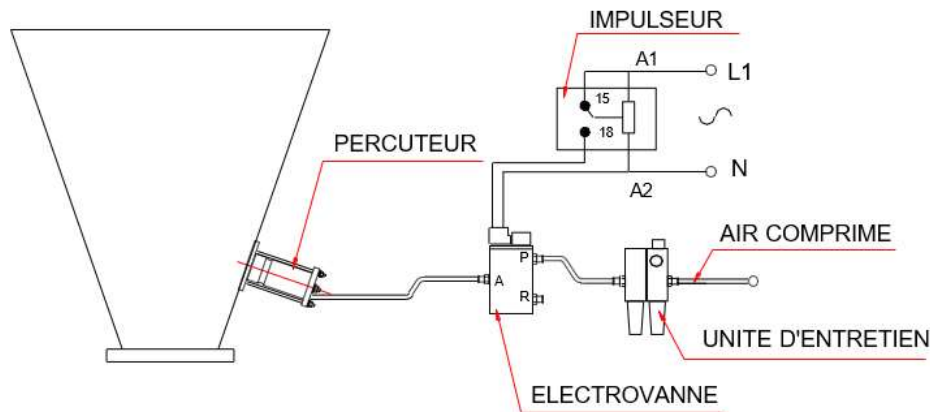 IMPULSEUR
A1
L1
15
18
PERCUTEUR
N
A2
AIR COMPRIME
P
A
R
UNITE D'ENTRETIEN
ELECTROVANNE